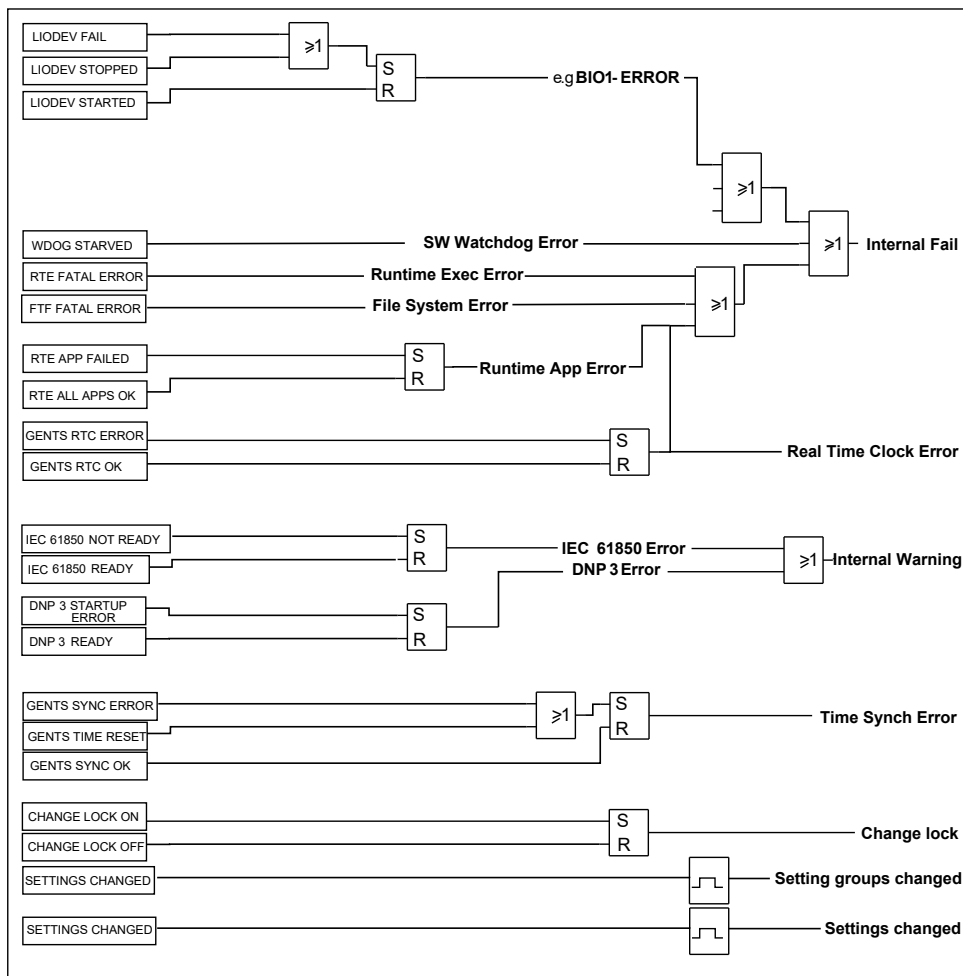 LIODEV FAIL
LIODEV STOPPED
LIODEV STARTED
≥1
S
R
e.g BIO1- ERROR
≥1
WDOG STARVED
SW Watchdog Error
≥1
Internal Fail
RTE FATAL ERROR
Runtime Exec Error
FTF FATAL ERROR
File System Error
≥1
RTE APP FAILED
RTE ALL APPS OK
S
R
Runtime App Error
GENTS RTC ERROR
GENTS RTC OK
S
R
Real Time Clock Error
IEC 61850 NOT READY
IEC 61850 READY
S
R
IEC 61850 Error
DNP 3 Error
≥1
Internal Warning
DNP 3 STARTUP
ERROR
DNP 3 READY
S
R
GENTS SYNC ERROR
GENTS TIME RESET
GENTS SYNC OK
≥1
S
R
Time Synch Error
CHANGE LOCK ON
CHANGE LOCK OFF
S
R
Change lock
SETTINGS CHANGED
Setting groups changed
SETTINGS CHANGED
Settings changed